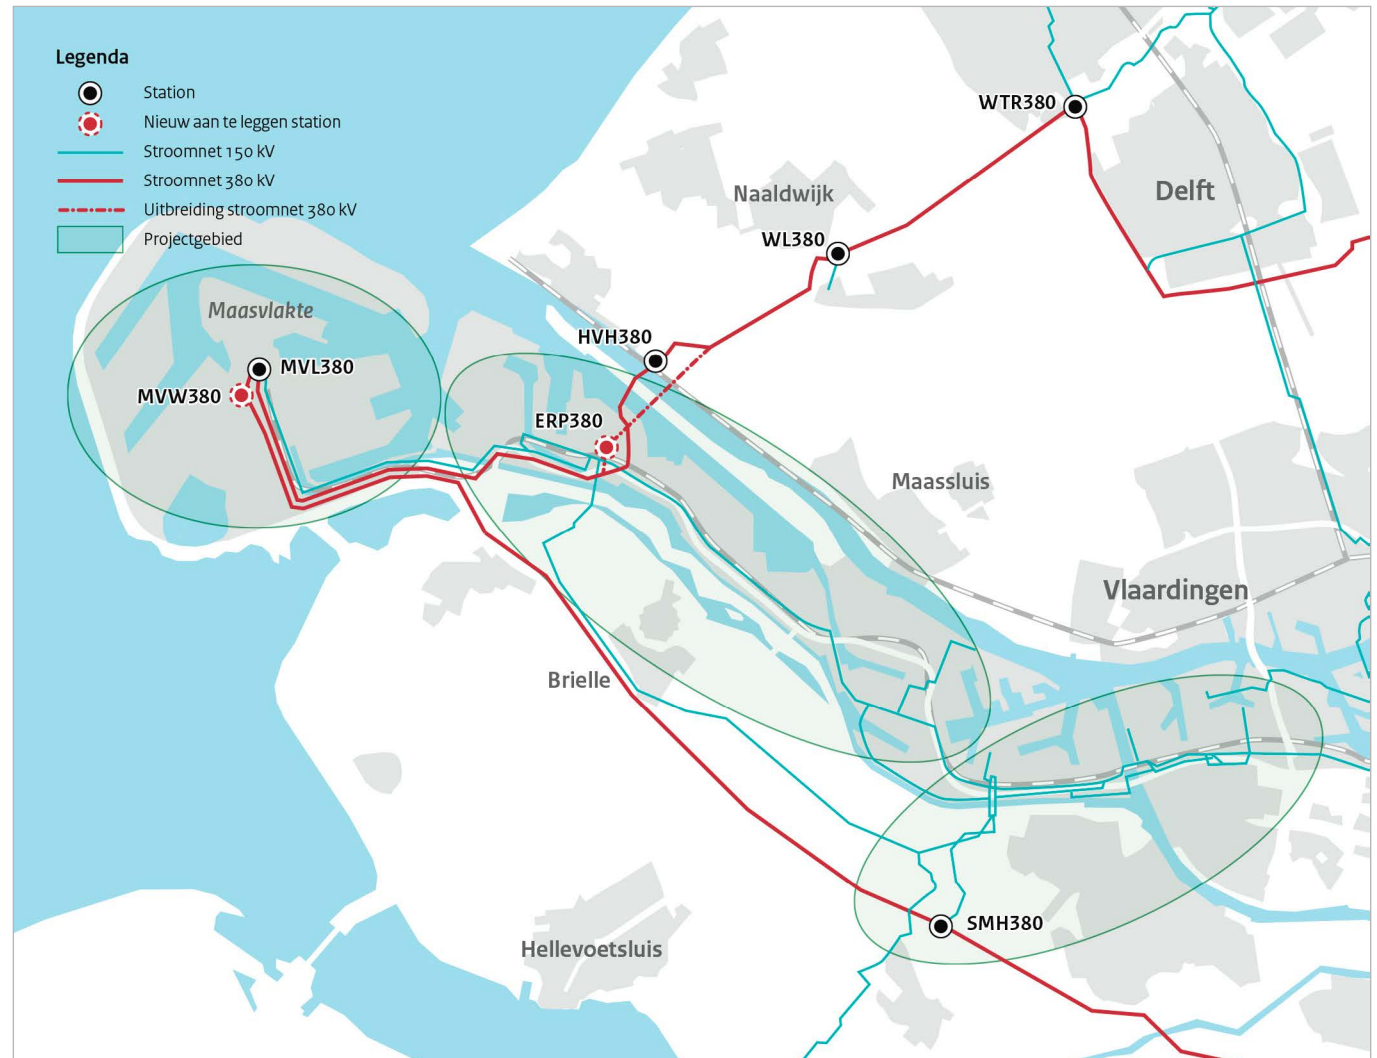 Legenda
Station
Nieuw aan te leggen station
Stroomnet 150 kV
Stroomnet 380 kV
Uitbreiding stroomnet 380 kV
Projectgebied
WTR380
Delft
Naaldwijk
WL380
Maasvlakte
HVH380
MVL380
MVW380
ERP380
Maassluis
Vlaardingen
Brielle
SMH380
Hellevoetsluis